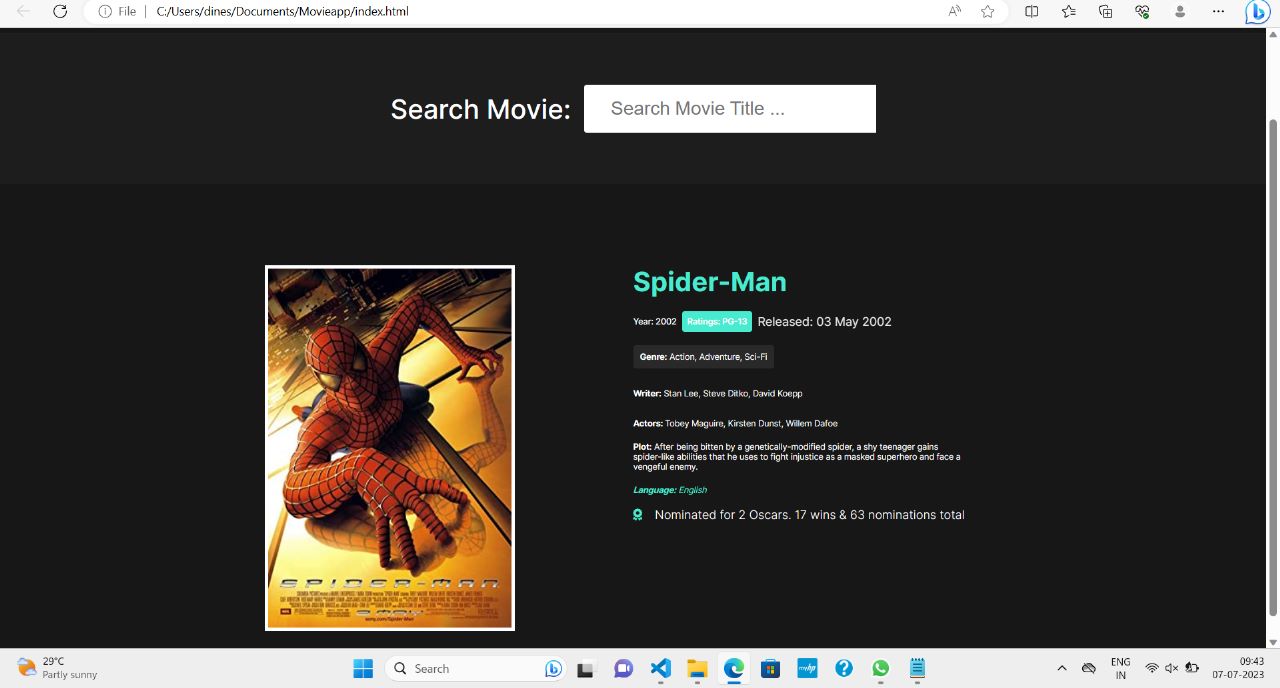 File
C:/Users/dines/Documents/Movieapp/index.html
Search Movie:
Search Movie Title ...
Spider-Man
Year: 2002
Ratings: PG-13
Released: 03 May 2002
Genre: Action, Adventure, Sci-Fi
Writer: Stan Lee, Steve Ditko, David Koepp
Actors: Tobey Maguire, Kirsten Dunst, Willem Dafoe
Plot: After being bitten by a genetically-modified spider, a shy teenager gains
spider-like abilities that he uses to fight injustice as a masked superhero and face a
vengeful enemy.
Language: English
Nominated for 2 Oscars. 17 wins & 63 nominations total
SPIDER-MAN
sony.com/Spider-Man
29°C
Partly sunny
Search
myhp
ENG
IN
09:43
07-07-2023